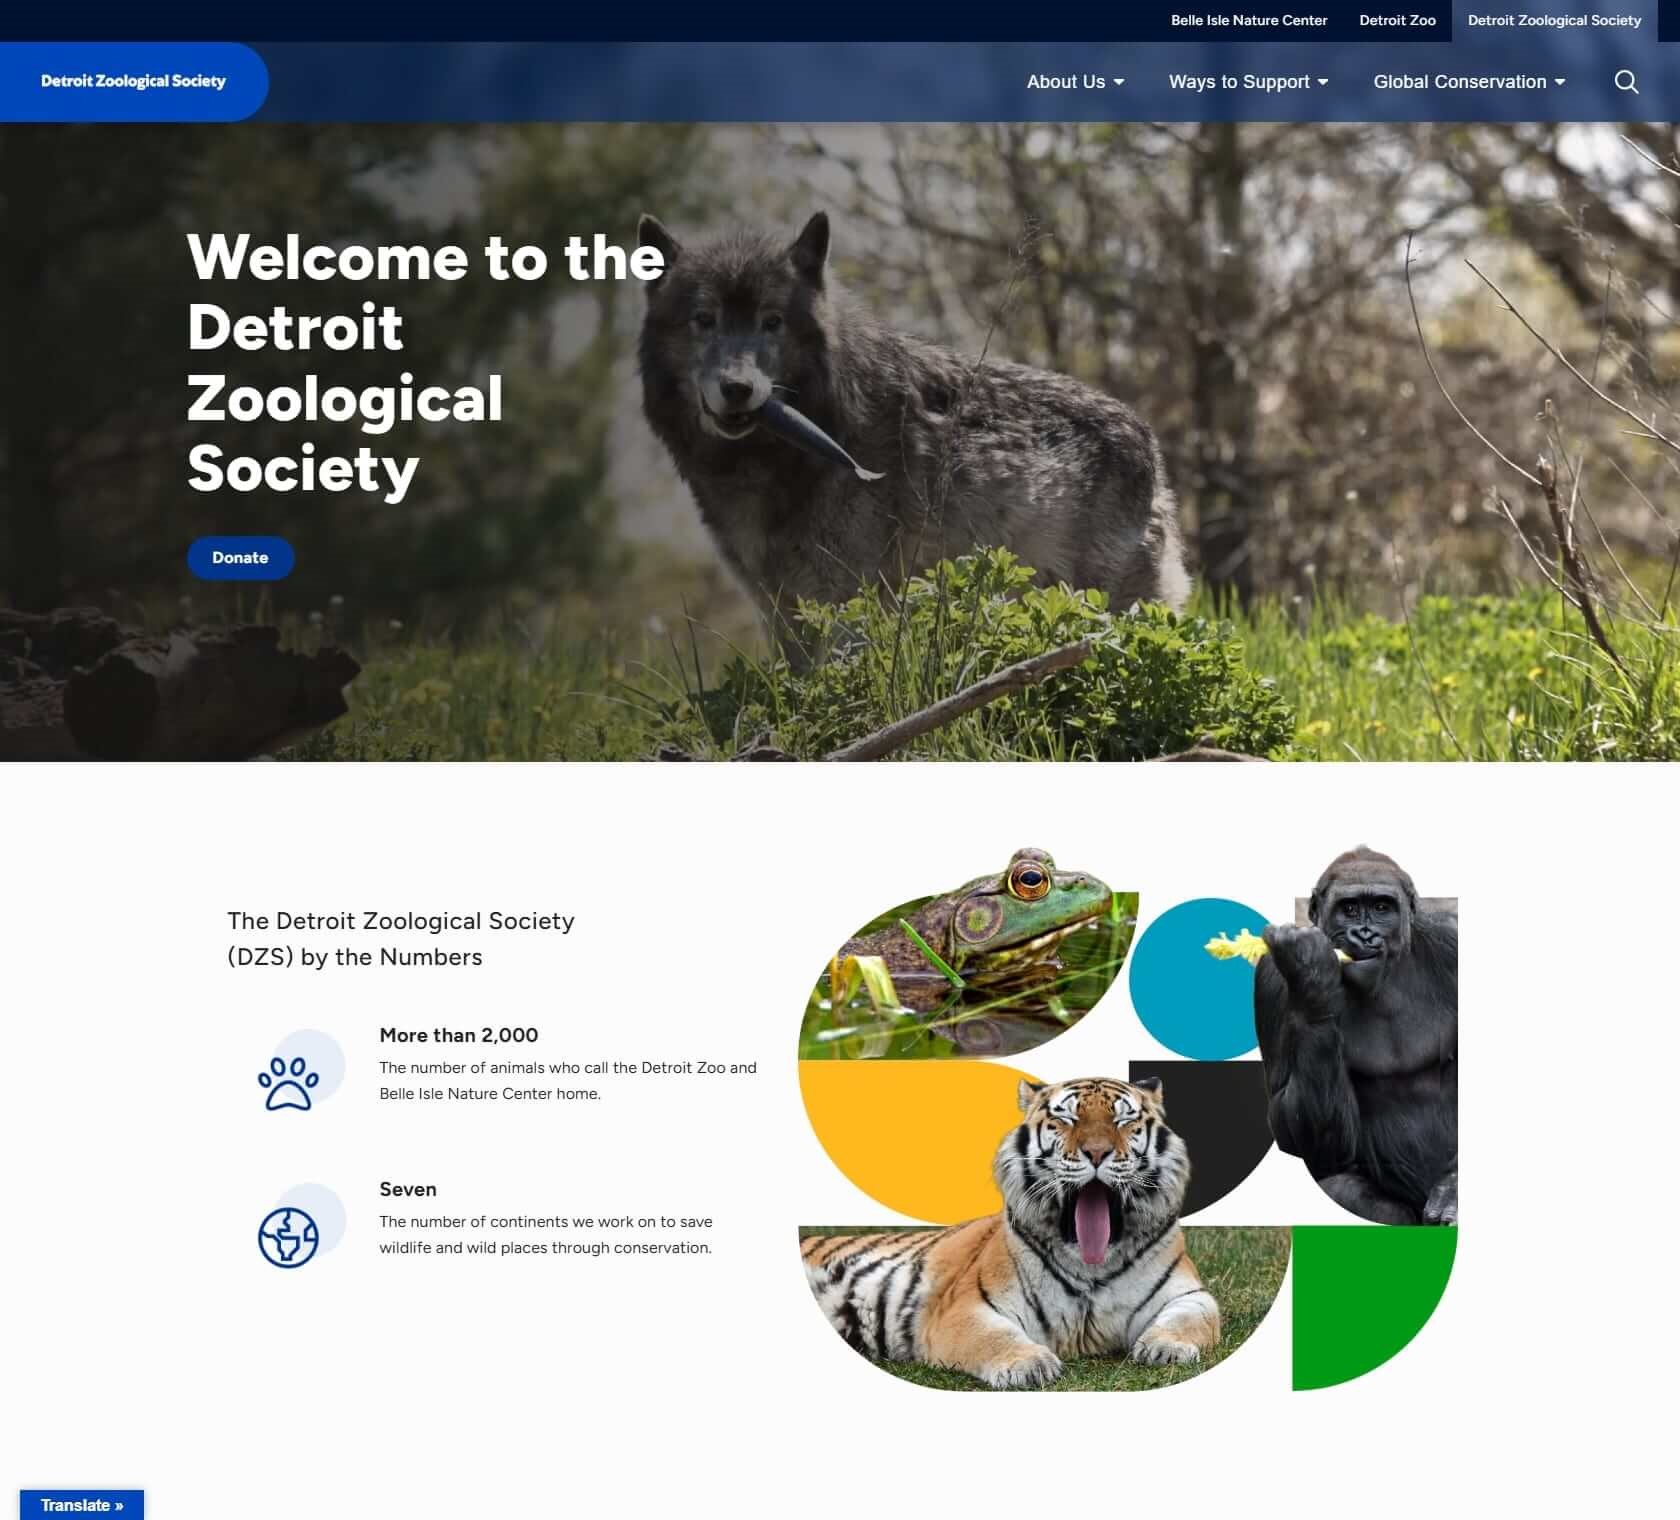 Belle Isle Nature Center
Detroit Zoo
Detroit Zoological Society
Detroit Zoological Society
About Us
Ways to Support
Global Conservation
Welcome to the
Detroit
Zoological
Society
Donate
The Detroit Zoological Society
(DZS) by the Numbers
More than 2,000
The number of animals who call the Detroit Zoo and
Belle Isle Nature Center home.
Seven
The number of continents we work on to save
wildlife and wild places through conservation.
Translate »